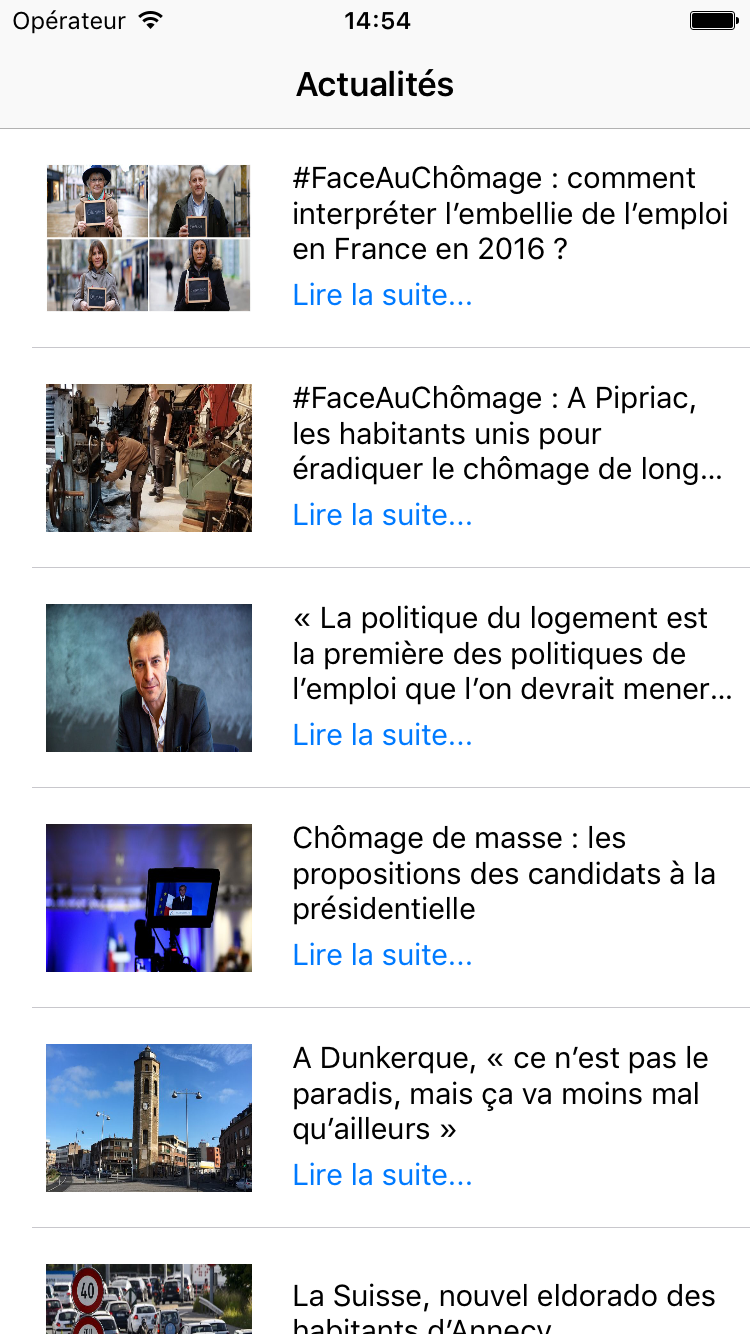 Opérateur 14:54
Actualités
#FaceAuChômage : comment
interpréter l’embellie de l’emploi
en France en 2016 ?
Lire la suite...
#FaceAuChômage : A Pipriac,
les habitants unis pour
éradiquer le chômage de long...
Lire la suite...
« La politique du logement est
la première des politiques de
l’emploi que l’on devrait mener...
Lire la suite...
Chômage de masse : les
propositions des candidats à la
présidentielle
Lire la suite...
A Dunkerque, « ce n’est pas le
paradis, mais ça va moins mal
qu’ailleurs »
Lire la suite...
40
La Suisse, nouvel eldorado des
habitants d’Annecy